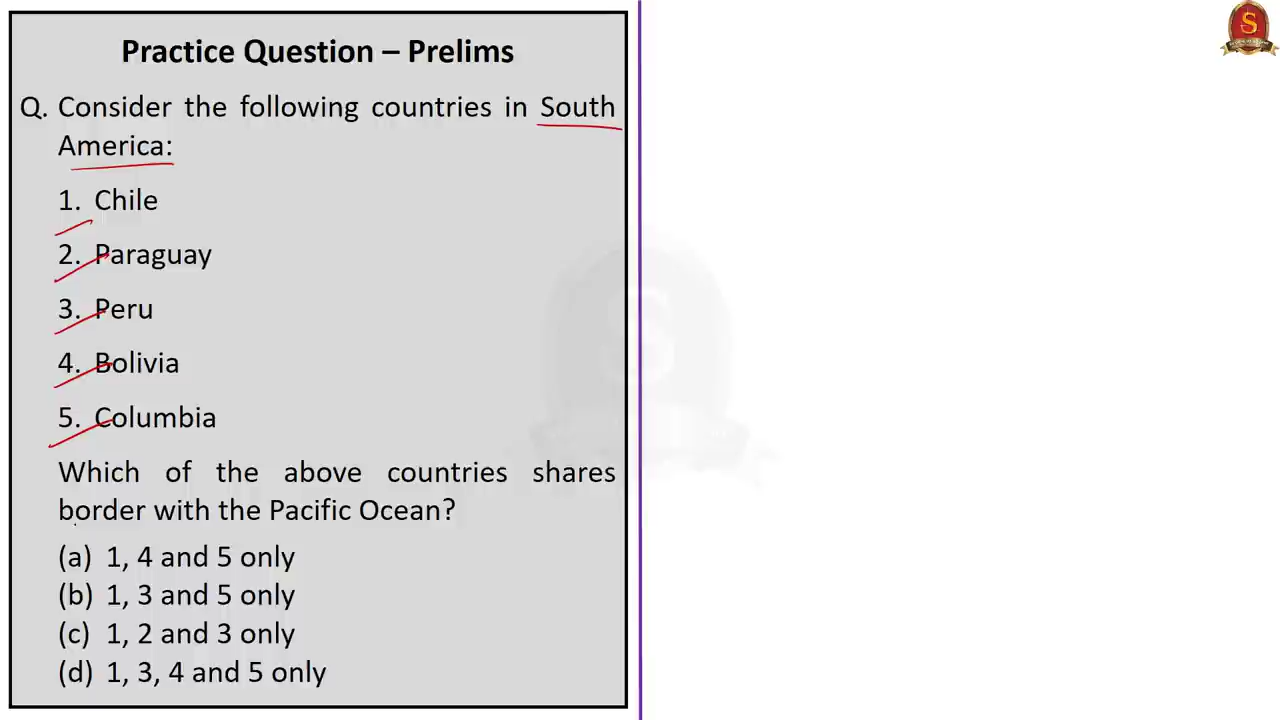 Practice Question – Prelims
Q. Consider the following countries in South
America:
1. Chile
2. Paraguay
3. Peru
4. Bolivia
5. Columbia
Which of the above countries shares
border with the Pacific Ocean?
(a) 1, 4 and 5 only
(b) 1, 3 and 5 only
(c) 1, 2 and 3 only
(d) 1, 3, 4 and 5 only
S
S